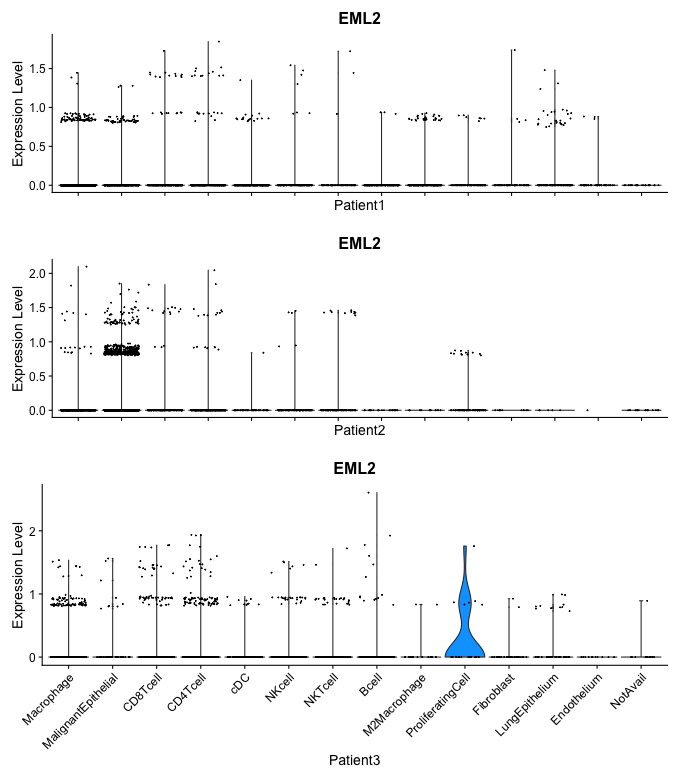 EML2
Expression Level
1.5
1.0
0.5
0.0
Patient1
EML2
Expression Level
2.0
1.5
1.0
0.5
0.0
Patient2
EML2
Expression Level
2
1
0
Macrophage
MalignantEpithelial
CD8Tcell
CD4Tcell
cDC
NKcell
NKTcell
Bcell
M2Macrophage
ProliferatingCell
Fibroblast
LungEpithelium
Endothelium
NotAvail
Patient3